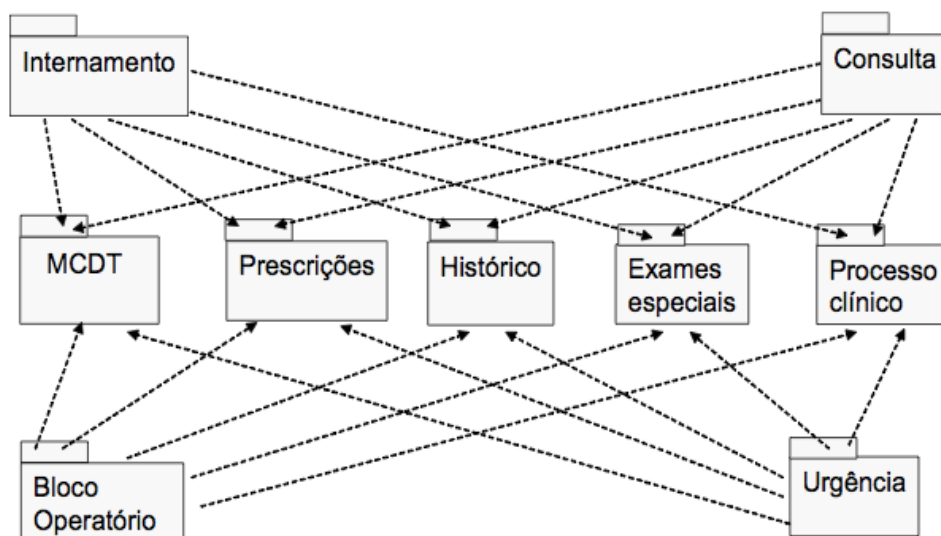 Internamento
Consulta
MCDT
Prescrições
Histórico
Exames
especiais
Processo
clínico
Bloco
Operatório
Urgência